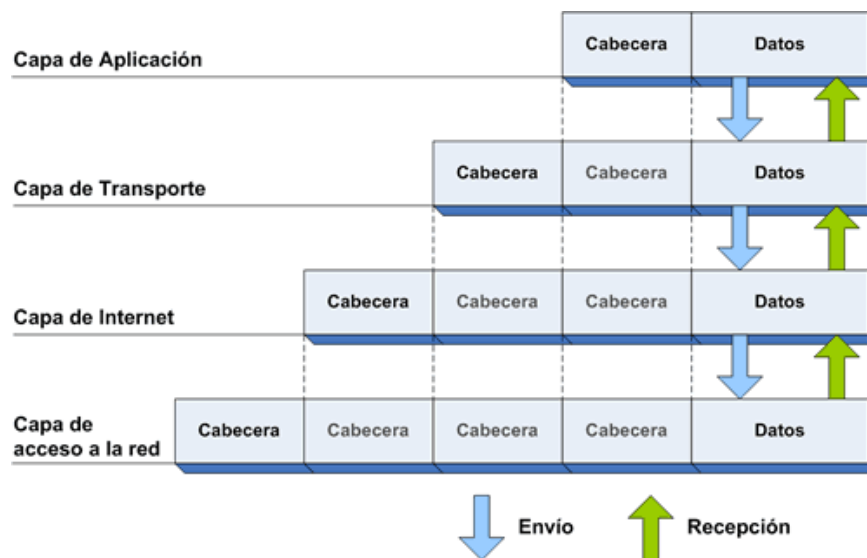 Cabecera Datos
Capa de Aplicación
Cabecera Cabecera Datos
Capa de Transporte
Cabecera Cabecera Cabecera Datos
Capa de Internet
Capa de
acceso a la red
Cabecera Cabecera Cabecera Cabecera Datos
Envío Recepción